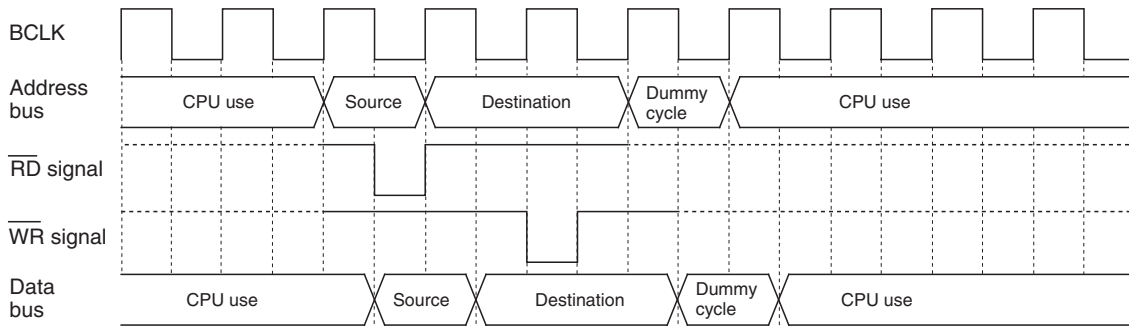 BCLK
Address
bus
CPU use
Source
Destination
Dummy
cycle
CPU use
RD signal
WR signal
Data
bus
CPU use
Source
Destination
Dummy
cycle
CPU use